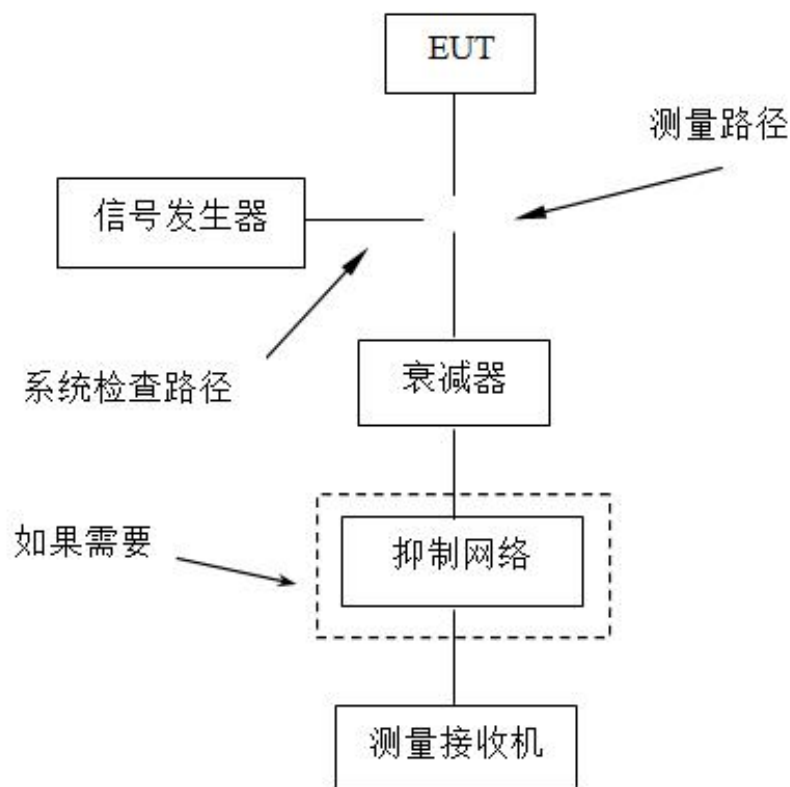 EUT
测量路径
信号发生器
系统检查路径
衰减器
如果需要
抑制网络
测量接收机